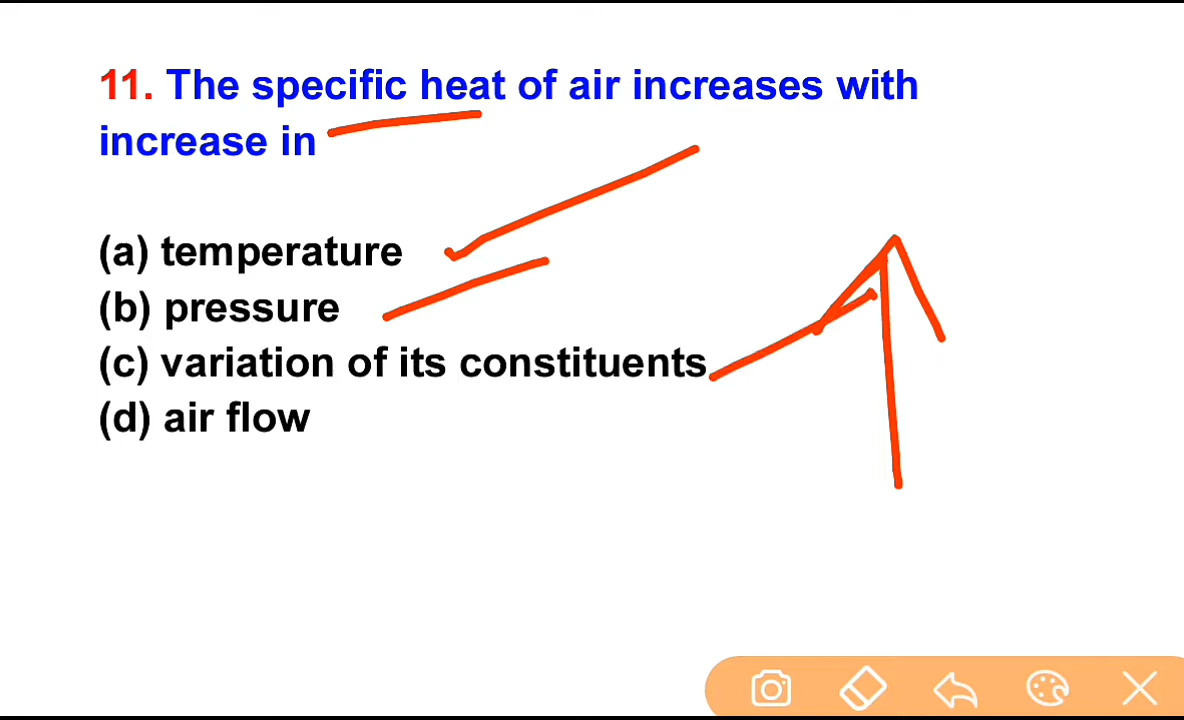 11. The specific heat of air increases with
increase in
(a) temperature
(b) pressure
(c) variation of its constituents
(d) air flow